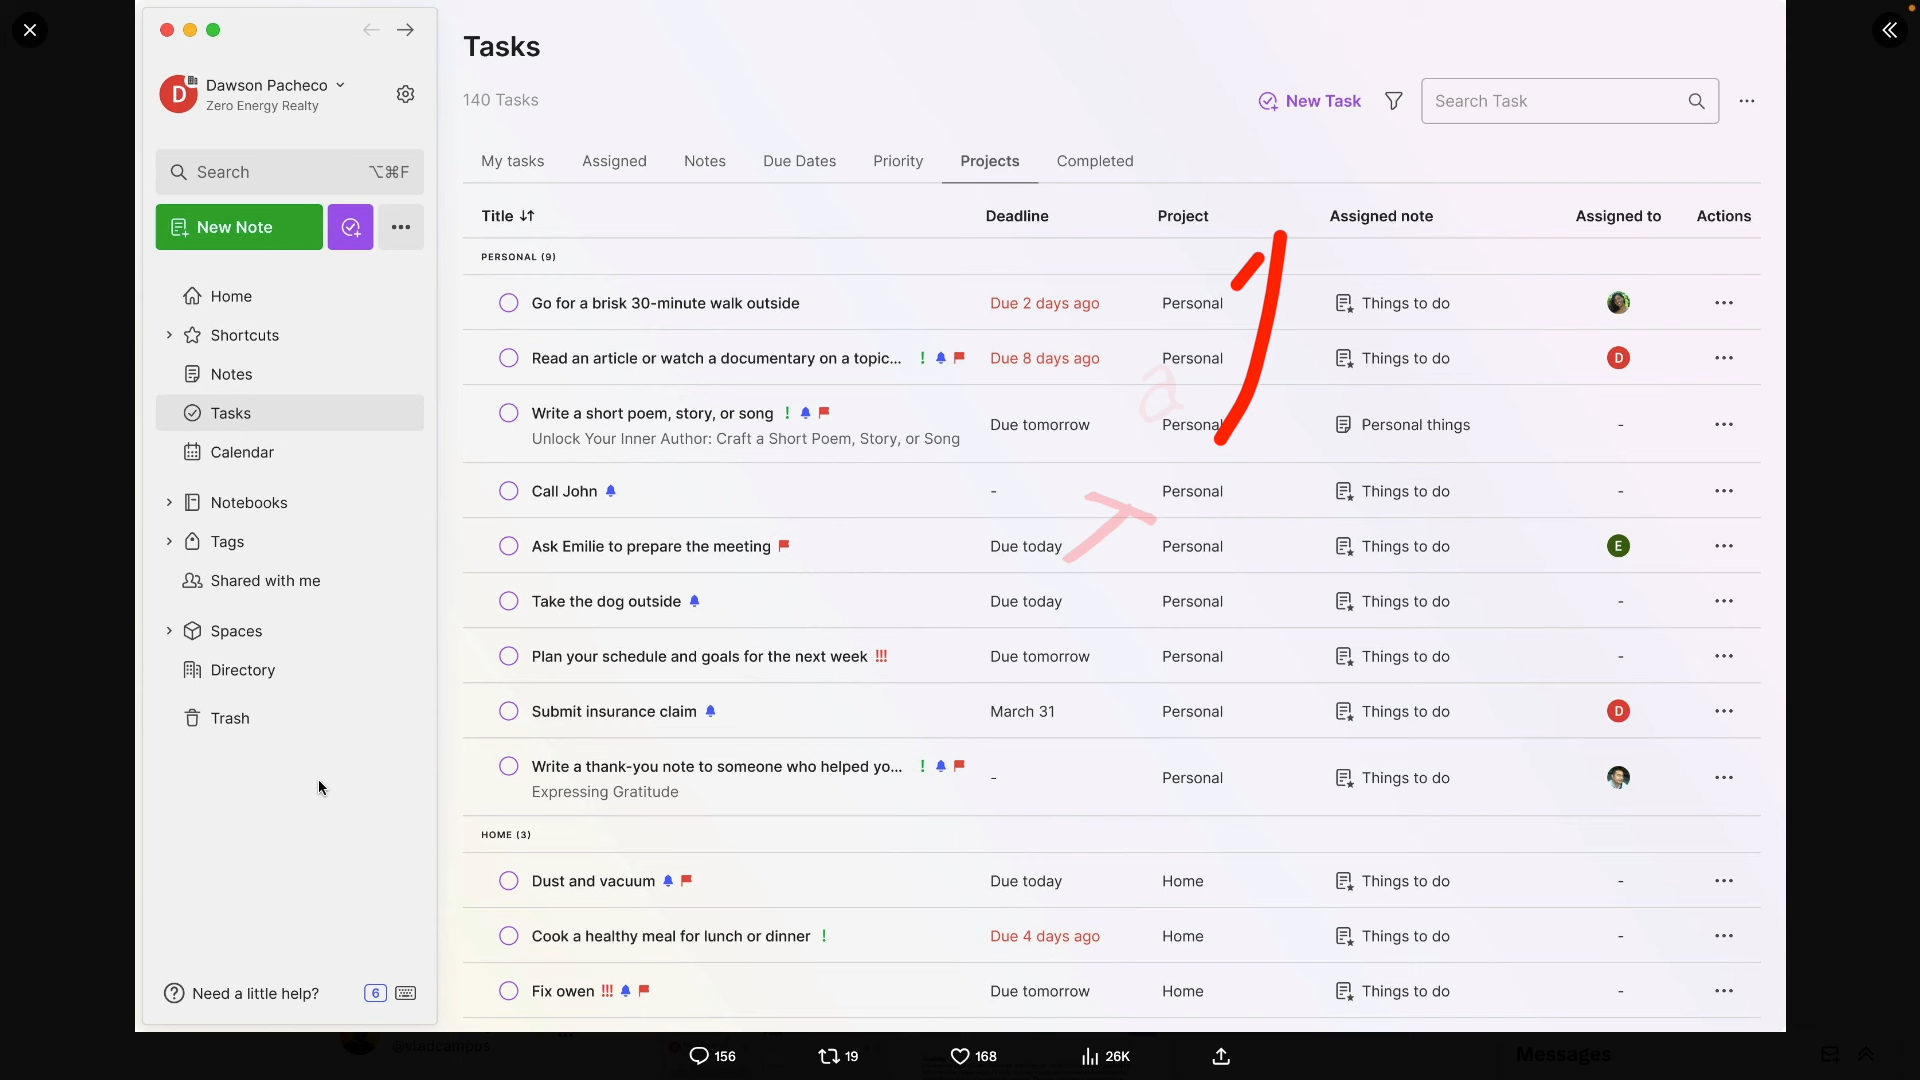 Tasks
D
Dawson Pacheco
Zero Energy Realty
140 Tasks
New Task
Search Task
Search ⌥⌘F
New Note
Home
Shortcuts
Notes
Tasks
Calendar
Notebooks
Tags
Shared with me
Spaces
Directory
Trash
Need a little help? 6
My tasks Assigned Notes Due Dates Priority Projects Completed
Title Deadline Project Assigned note Assigned to Actions
PERSONAL (9)
Go for a brisk 30-minute walk outside Due 2 days ago Personal Things to do
Read an article or watch a documentary on a topic... ! Due 8 days ago Personal Things to do D
Write a short poem, story, or song ! Due tomorrow Personal Personal things -
Unlock Your Inner Author: Craft a Short Poem, Story, or Song
Call John - Personal Things to do -
Ask Emilie to prepare the meeting Due today Personal Things to do E
Take the dog outside Due today Personal Things to do -
Plan your schedule and goals for the next week !!! Due tomorrow Personal Things to do -
Submit insurance claim March 31 Personal Things to do D
Write a thank-you note to someone who helped yo... ! - Personal Things to do
Expressing Gratitude
HOME (3)
Dust and vacuum Due today Home Things to do -
Cook a healthy meal for lunch or dinner ! Due 4 days ago Home Things to do -
Fix owen !!! Due tomorrow Home Things to do -
@vladcampos
156 19 168 26K
Messages